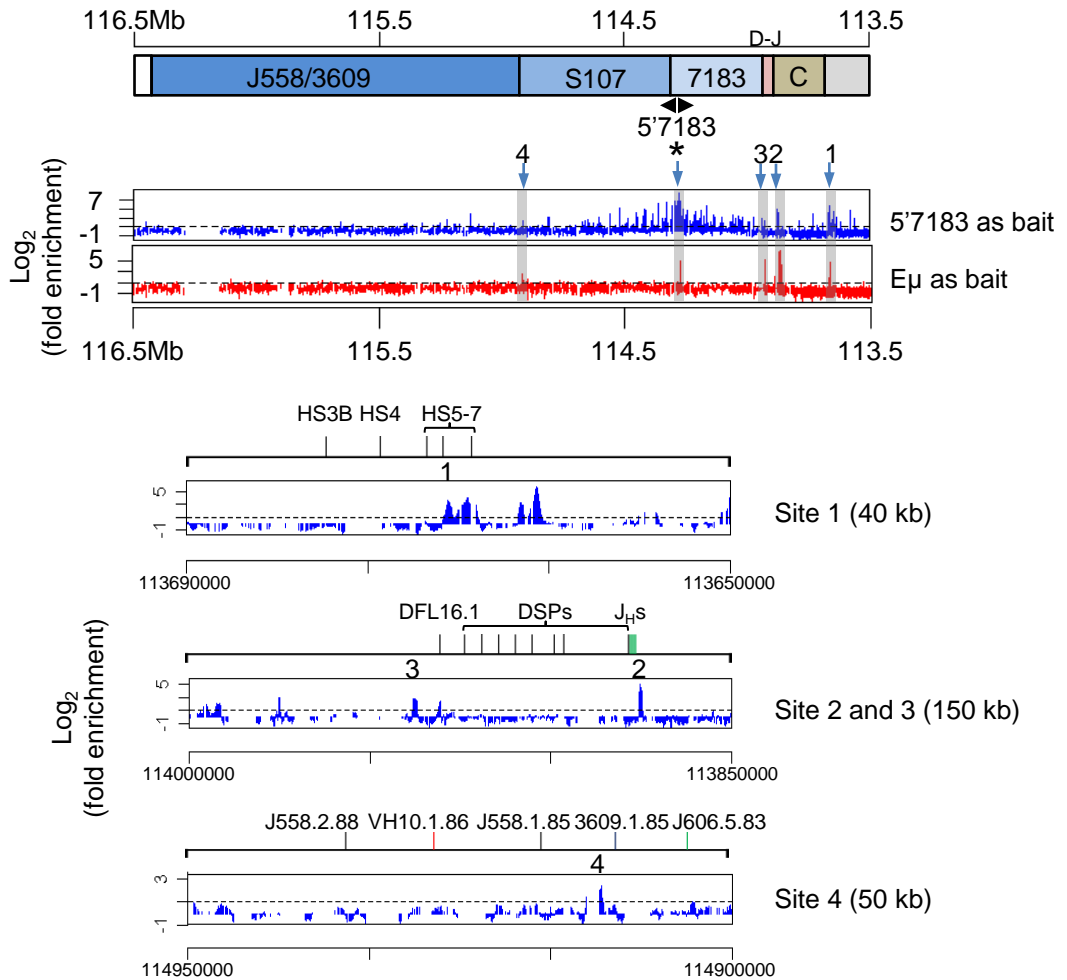 116.5Mb 115.5 114.5 113.5
D-J
J558/3609 S107 7183 C
5'7183
*
4 3 2 1
Log2
(fold enrichment)
7
-1
5'7183 as bait
5
-1
Eµ as bait
116.5Mb 115.5 114.5 113.5
HS3B HS4 HS5-7
1
5
-1
Site 1 (40 kb)
113690000 113650000
DFL16.1 DSPs JHs
3 2
Log2
(fold enrichment)
5
-1
Site 2 and 3 (150 kb)
114000000 113850000
J558.2.88 VH10.1.86 J558.1.85 3609.1.85 J606.5.83
4
3
-1
Site 4 (50 kb)
114950000 114900000